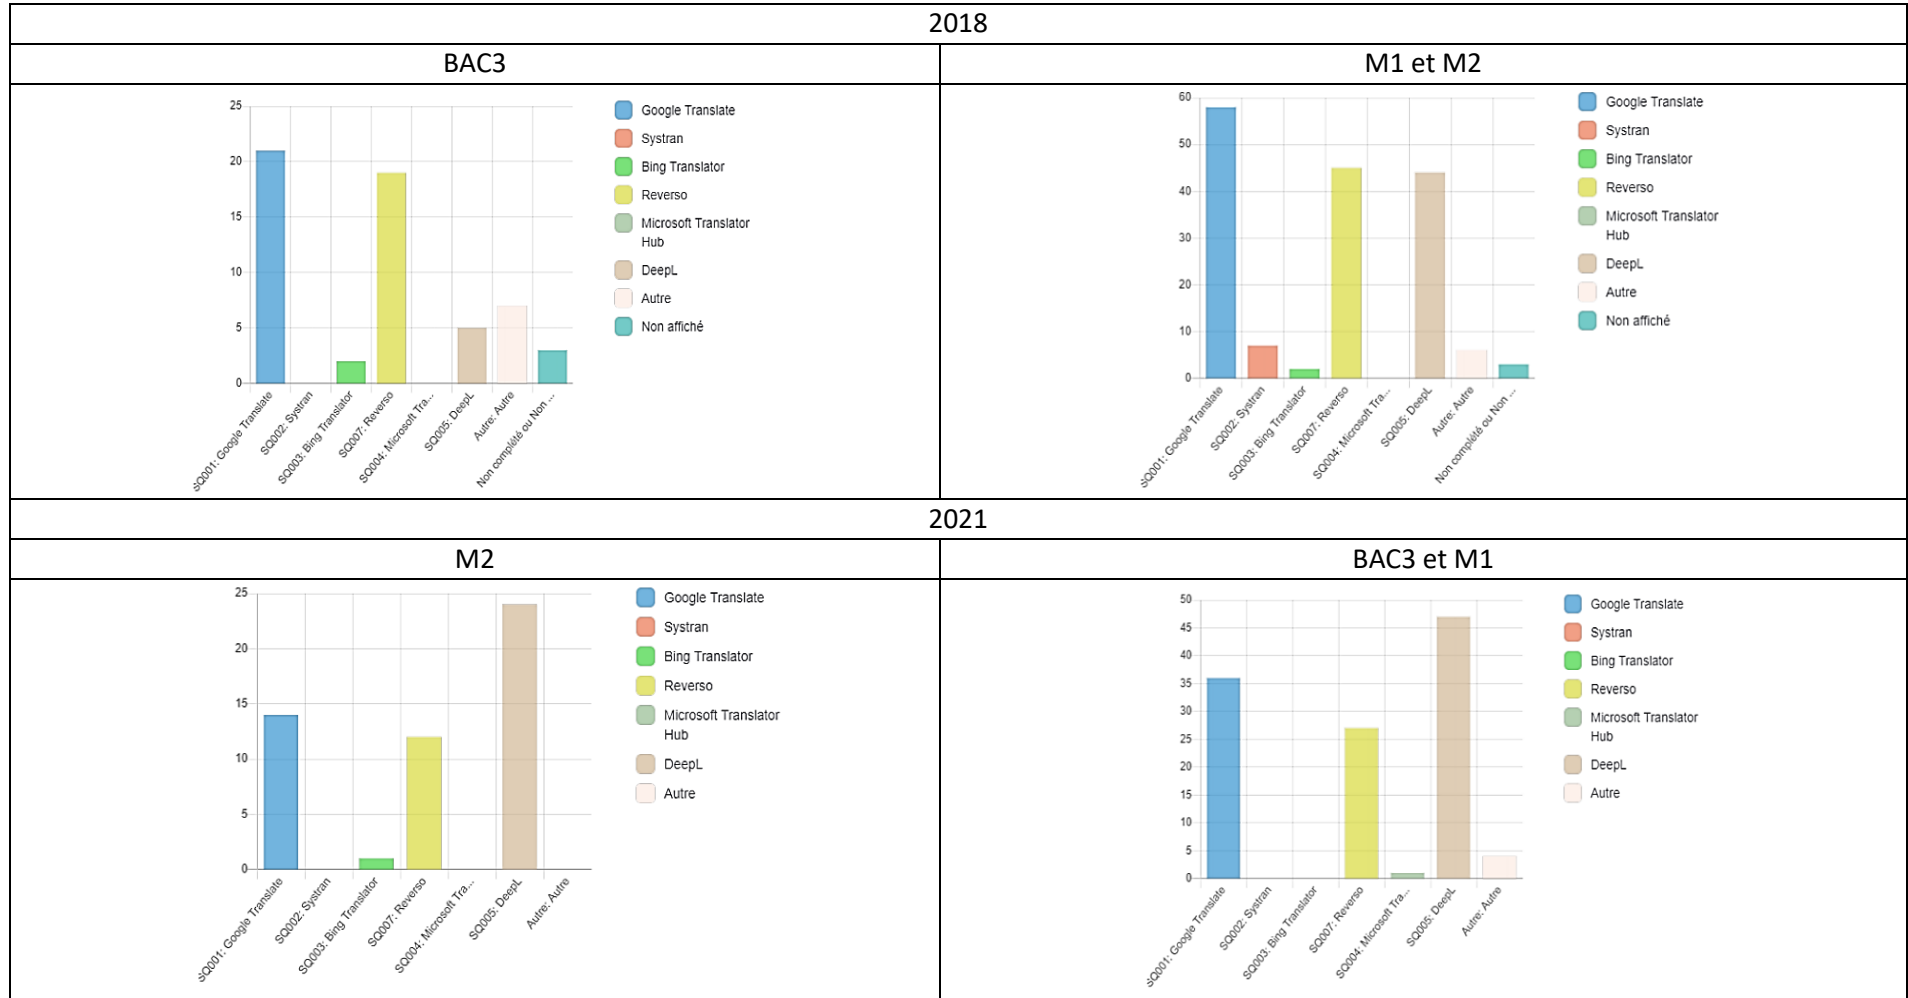 2018
BAC3
M1 et M2
25
20
15
10
5
0
SQ001: Google Translate
SQ002: Systran
SQ003: Bing Translator
SQ007: Reverso
SQ004: Microsoft Tra...
SQ005: DeepL
Autre: Autre
Non complété ou Non ...
Google Translate
Systran
Bing Translator
Reverso
Microsoft Translator
Hub
DeepL
Autre
Non affiché
60
50
40
30
20
10
0
SQ001: Google Translate
SQ002: Systran
SQ003: Bing Translator
SQ007: Reverso
SQ004: Microsoft Tra...
SQ005: DeepL
Autre: Autre
Non complété ou Non ...
Google Translate
Systran
Bing Translator
Reverso
Microsoft Translator
Hub
DeepL
Autre
Non affiché
2021
M2
BAC3 et M1
25
20
15
10
5
0
SQ001: Google Translate
SQ002: Systran
SQ003: Bing Translator
SQ007: Reverso
SQ004: Microsoft Tra...
SQ005: DeepL
Autre: Autre
Google Translate
Systran
Bing Translator
Reverso
Microsoft Translator
Hub
DeepL
Autre
50
45
40
35
30
25
20
15
10
5
0
SQ001: Google Translate
SQ002: Systran
SQ003: Bing Translator
SQ007: Reverso
SQ004: Microsoft Tra...
SQ005: DeepL
Autre: Autre
Google Translate
Systran
Bing Translator
Reverso
Microsoft Translator
Hub
DeepL
Autre